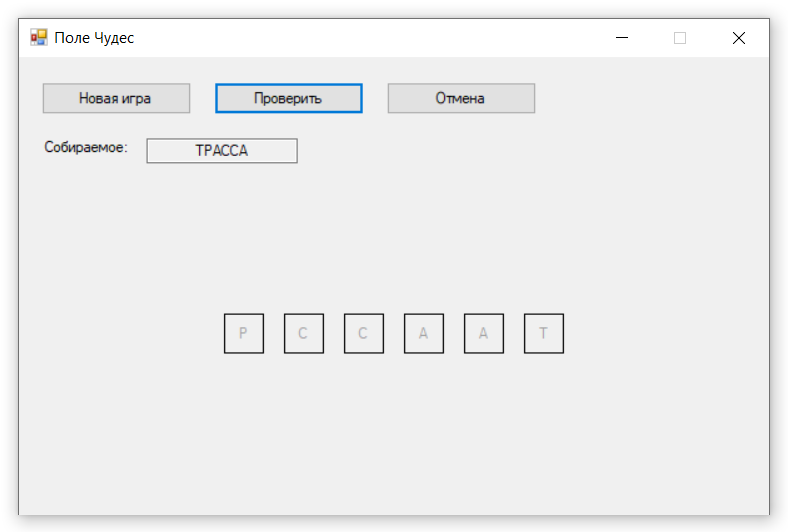 Поле Чудес
Новая игра Проверить Отмена
Собираемое: ТРАССА
Р С С А А Т